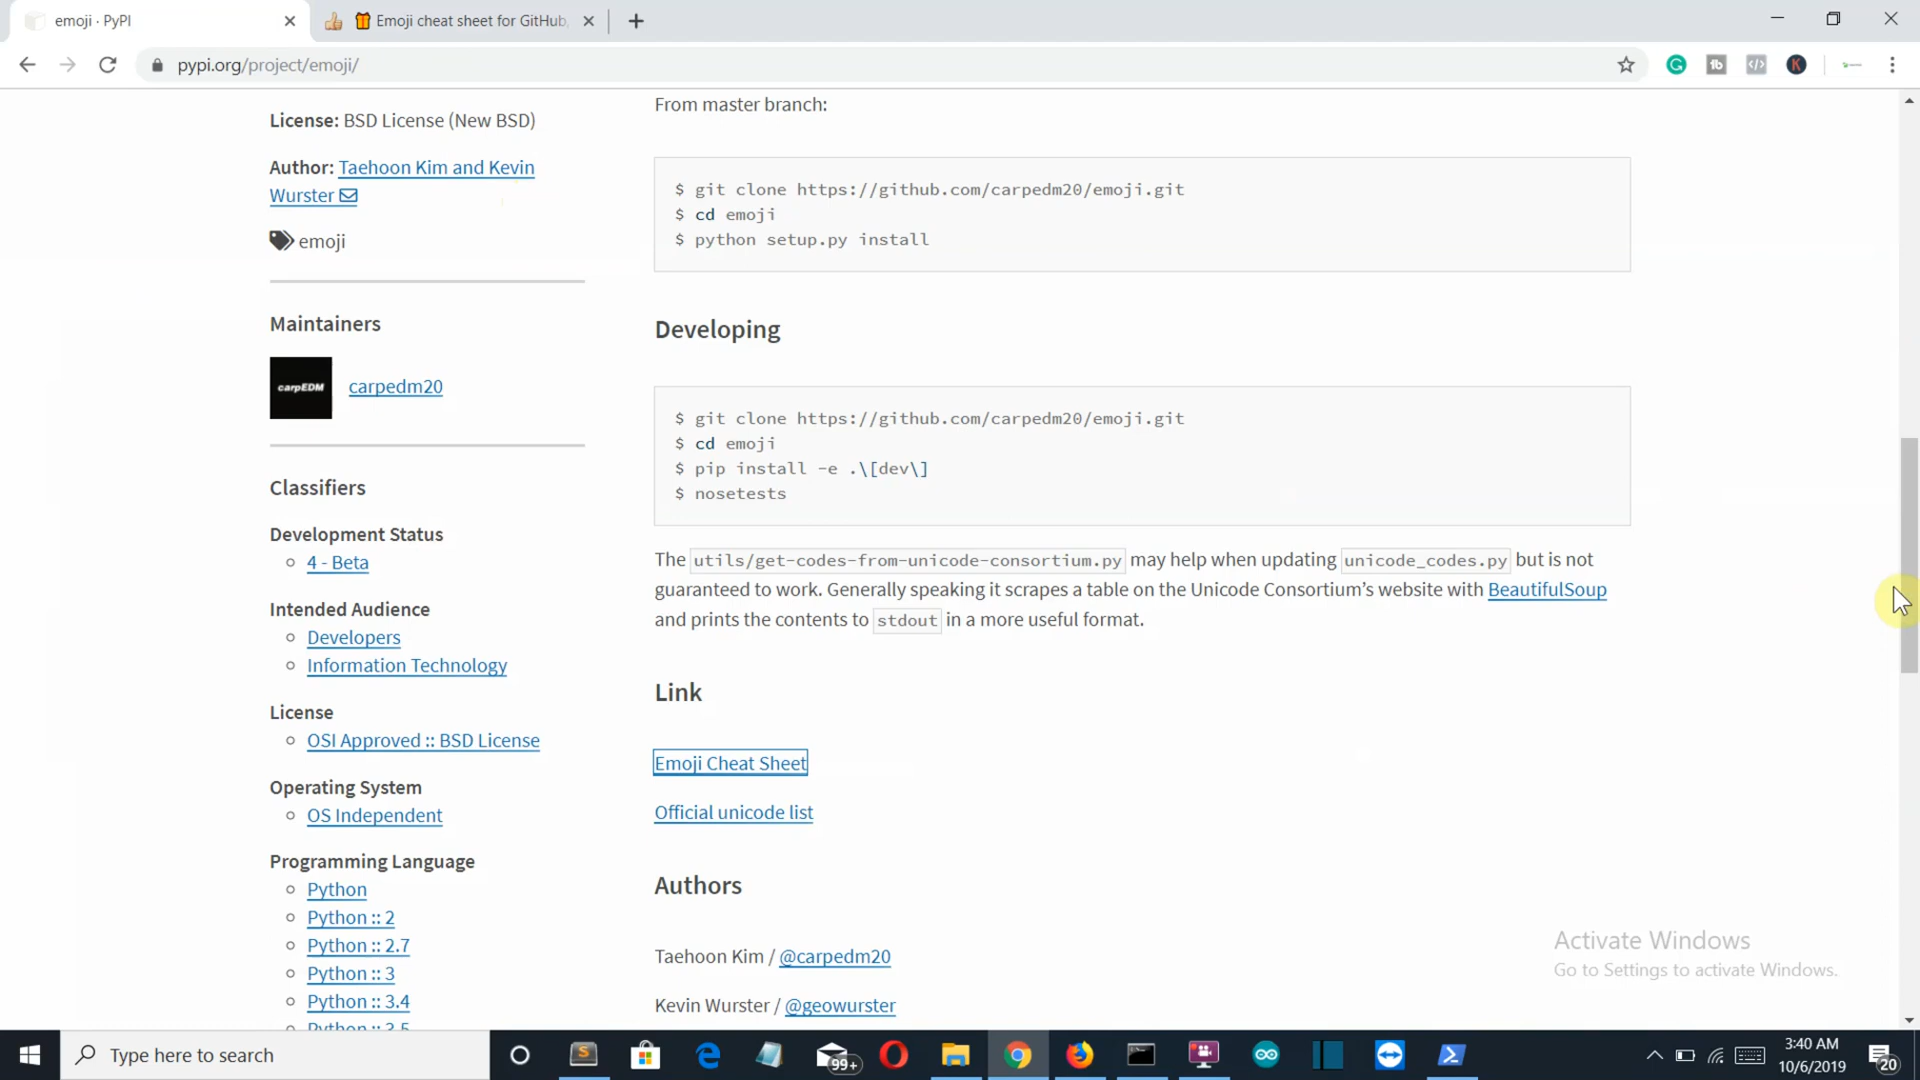 emoji · PyPI
Emoji cheat sheet for GitHub,
pypi.org/project/emoji/
License: BSD License (New BSD)
Author: Taehoon Kim and Kevin
Wurster
emoji
Maintainers
carpEDM
carpedm20
Classifiers
Development Status
4 - Beta
Intended Audience
Developers
Information Technology
License
OSI Approved :: BSD License
Operating System
OS Independent
Programming Language
Python
Python :: 2
Python :: 2.7
Python :: 3
Python :: 3.4
Python :: 3.5
From master branch:
$ git clone https://github.com/carpedm20/emoji.git
$ cd emoji
$ python setup.py install
Developing
$ git clone https://github.com/carpedm20/emoji.git
$ cd emoji
$ pip install -e .\[dev\]
$ nosetests
The utils/get-codes-from-unicode-consortium.py may help when updating unicode_codes.py but is not
guaranteed to work. Generally speaking it scrapes a table on the Unicode Consortium’s website with BeautifulSoup
and prints the contents to stdout in a more useful format.
Link
Emoji Cheat Sheet
Official unicode list
Authors
Taehoon Kim / @carpedm20
Kevin Wurster / @geowurster
Activate Windows
Go to Settings to activate Windows.
Type here to search
99+
3:40 AM
10/6/2019
20